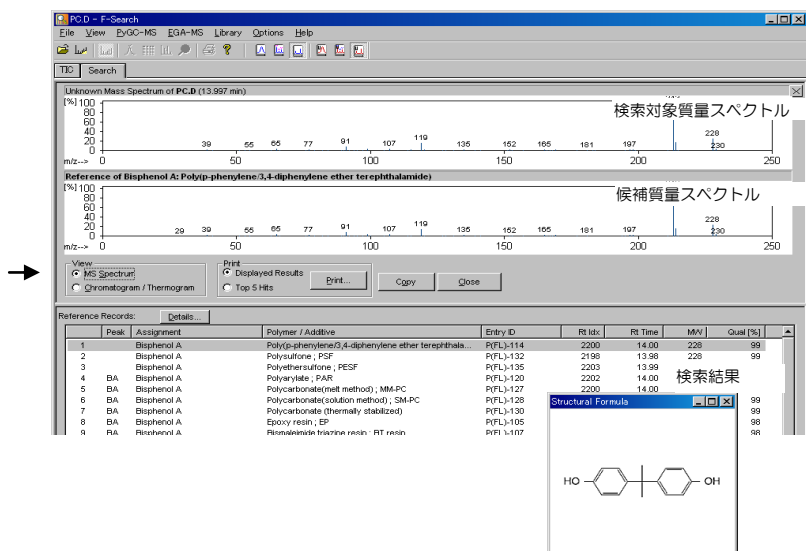 PC.D - F-Search
File View PyGC-MS EGA-MS Library Options Help
TIC Search
Unknown Mass Spectrum of PC.D (13.997 min)
検索対象質量スペクトル
[%] 100
80
60
40
20
0
39 55 65 77 91 107 119 135 152 165 181 197 228 230
m/z--> 0 50 100 150 200 250
Reference of Bisphenol A: Poly(p-phenylene/3,4-diphenylene ether terephthalamide)
候補質量スペクトル
[%] 100
80
60
40
20
0
29 39 55 65 77 91 107 119 135 152 165 181 197 228 230
m/z--> 0 50 100 150 200 250
View
MS Spectrum
Chromatogram / Thermogram
Print
Displayed Results
Top 5 Hits
Print...
Copy
Close
Reference Records: Details...
Peak Assignment Polymer / Additive Entry ID Rt Idx Rt Time MW Qual [%]
1 Bisphenol A Poly(p-phenylene/3,4-diphenylene ether terephthala... P(FL)-114 2200 14.00 228 99
2 Bisphenol A Polysulfone ; PSF P(FL)-132 2198 13.98 228 99
3 Bisphenol A Polyethersulfone ; PESF P(FL)-135 2203 13.99
4 BA Bisphenol A Polyarylate ; PAR P(FL)-120 2202 14.00
検索結果
5 BA Bisphenol A Polycarbonate(melt method) ; MM-PC P(FL)-127 2200 14.00
6 BA Bisphenol A Polycarbonate(solution method) ; SM-PC P(FL)-128 99
7 BA Bisphenol A Polycarbonate (thermally stabilized) P(FL)-130 99
8 BA Bisphenol A Epoxy resin ; EP P(FL)-105 98
9 BA Bisphenol A Bismaleimide triazine resin ; BT resin P(FL)-107 98
Structural Formula
HO OH